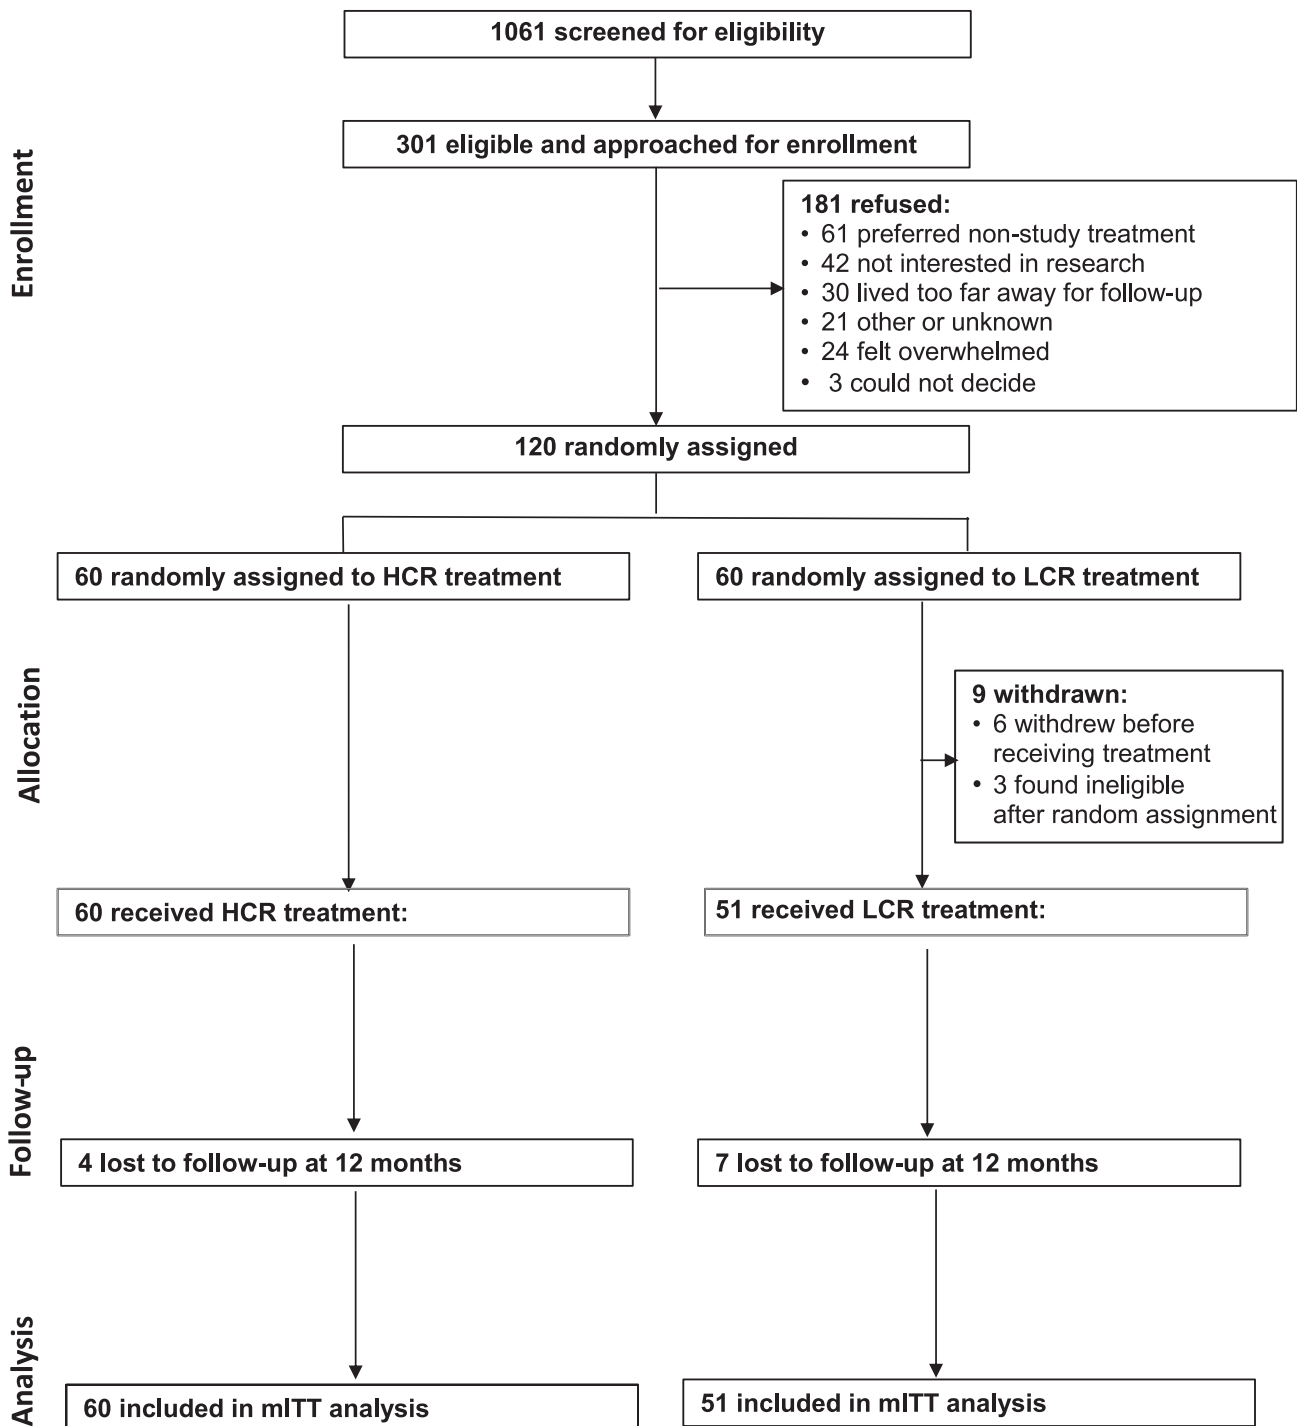 1061 screened for eligibility
301 eligible and approached for enrollment
Enrollment
181 refused:
• 61 preferred non-study treatment
• 42 not interested in research
• 30 lived too far away for follow-up
• 21 other or unknown
• 24 felt overwhelmed
• 3 could not decide
120 randomly assigned
60 randomly assigned to HCR treatment
60 randomly assigned to LCR treatment
Allocation
9 withdrawn:
• 6 withdrew before
receiving treatment
• 3 found ineligible
after random assignment
60 received HCR treatment:
51 received LCR treatment:
Follow-up
4 lost to follow-up at 12 months
7 lost to follow-up at 12 months
Analysis
60 included in mITT analysis
51 included in mITT analysis